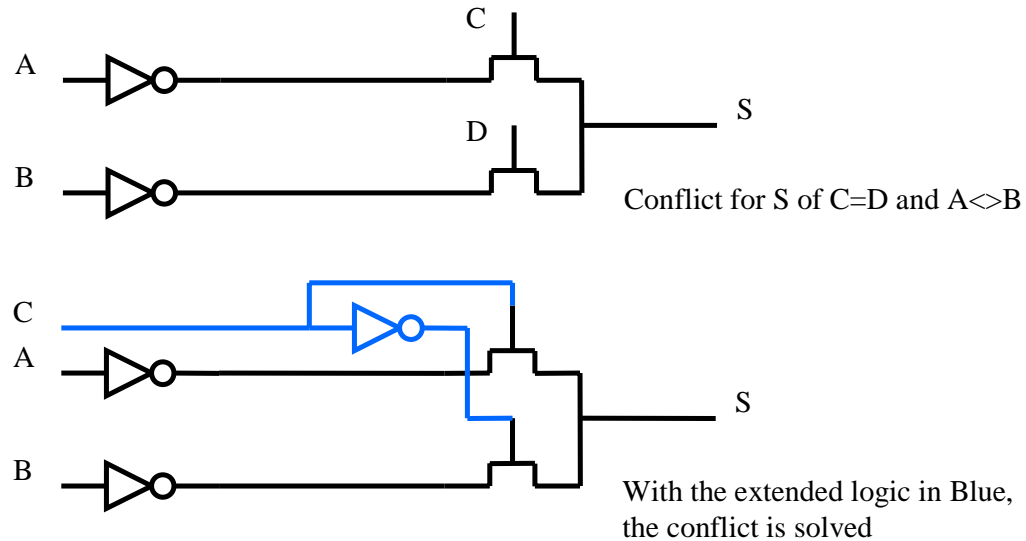 C
A
S
D
B
Conflict for S of C=D and A<>B
C
A
S
B
With the extended logic in Blue,
the conflict is solved